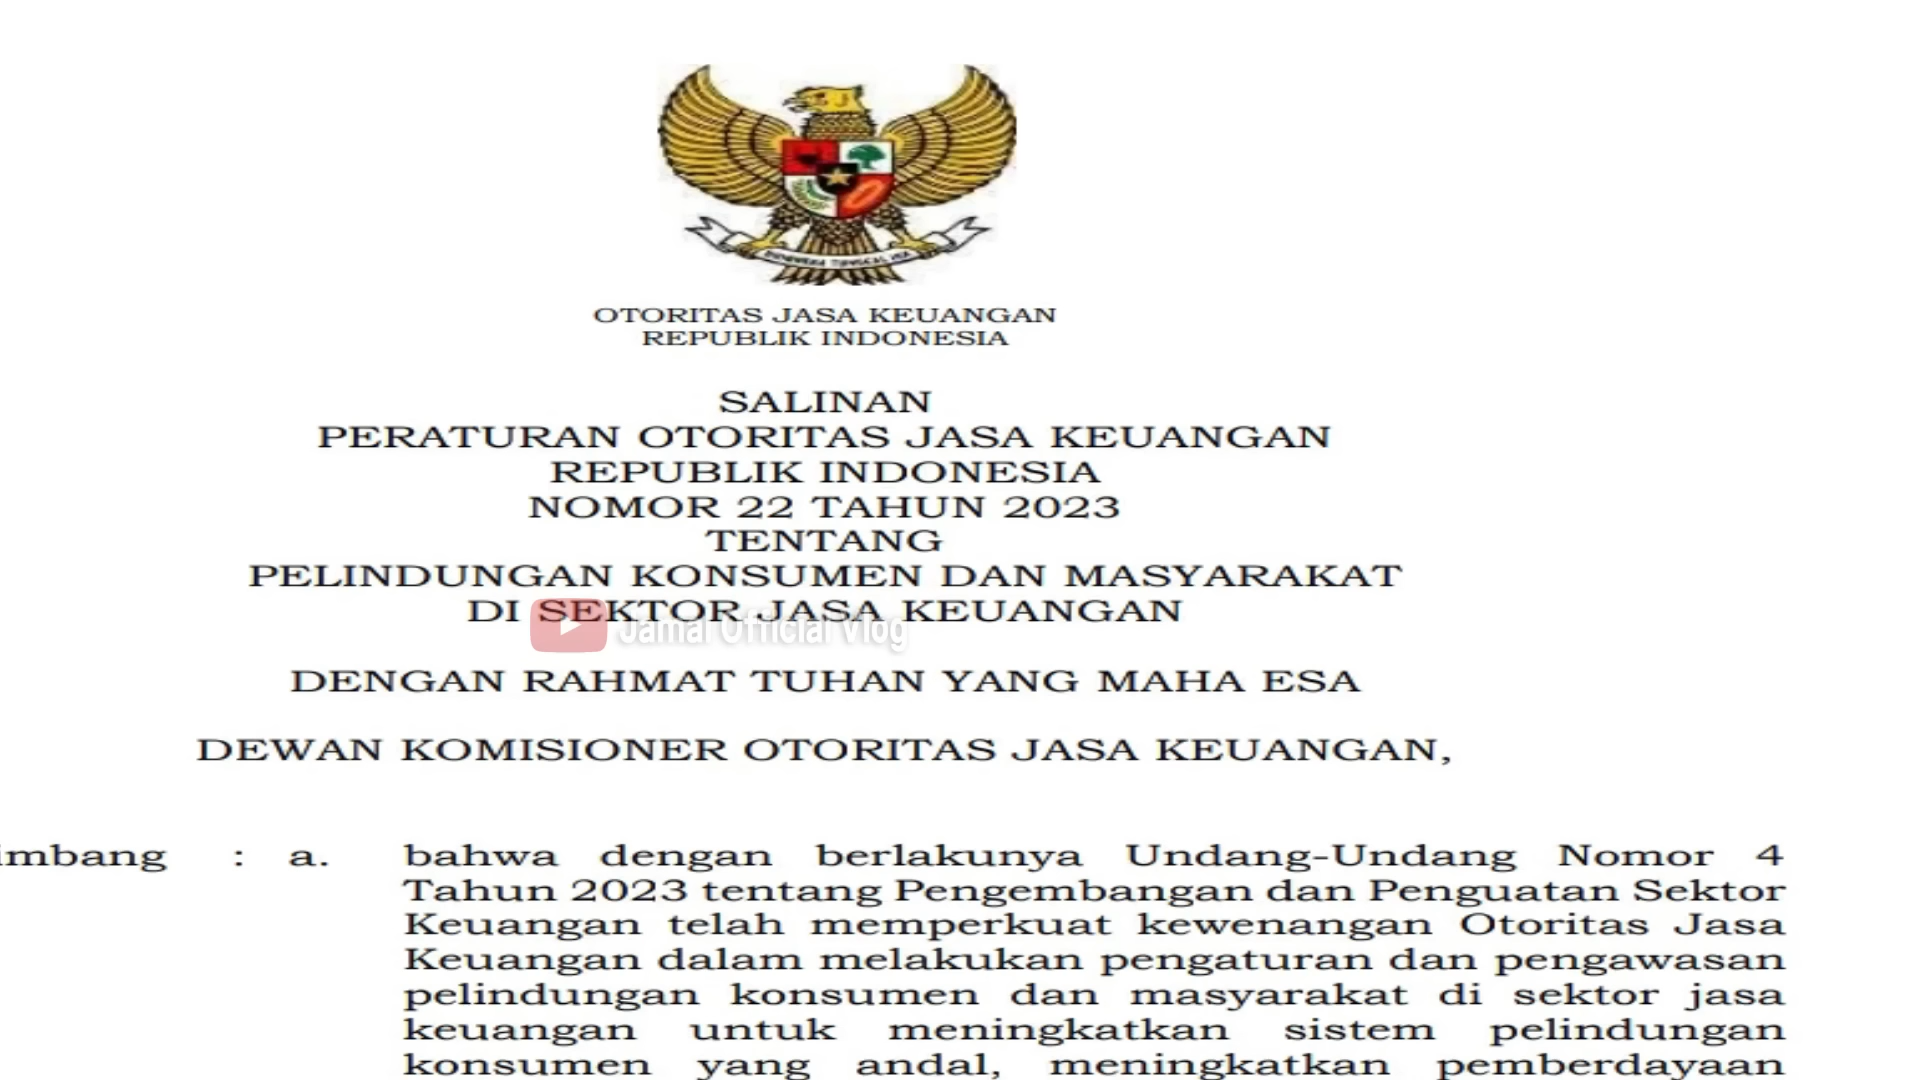 OTORITAS JASA KEUANGAN
REPUBLIK INDONESIA
SALINAN
PERATURAN OTORITAS JASA KEUANGAN
REPUBLIK INDONESIA
NOMOR 22 TAHUN 2023
TENTANG
PELINDUNGAN KONSUMEN DAN MASYARAKAT
DI SEKTOR JASA KEUANGAN
Jamal Official Vlog
DENGAN RAHMAT TUHAN YANG MAHA ESA
DEWAN KOMISIONER OTORITAS JASA KEUANGAN,
imbang : a. bahwa dengan berlakunya Undang-Undang Nomor 4
Tahun 2023 tentang Pengembangan dan Penguatan Sektor
Keuangan telah memperkuat kewenangan Otoritas Jasa
Keuangan dalam melakukan pengaturan dan pengawasan
pelindungan konsumen dan masyarakat di sektor jasa
keuangan untuk meningkatkan sistem pelindungan
konsumen yang andal, meningkatkan pemberdayaan